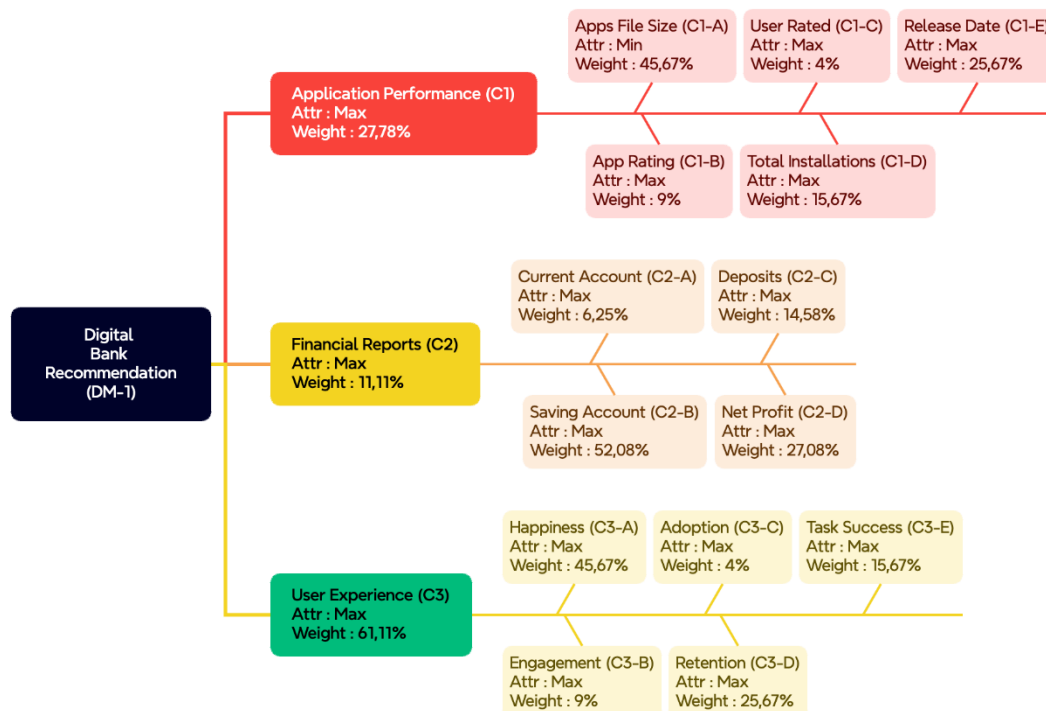 Digital
Bank
Recommendation
(DM-1)
Application Performance (C1)
Attr : Max
Weight : 27,78%
Apps File Size (C1-A)
Attr : Min
Weight : 45,67%
User Rated (C1-C)
Attr : Max
Weight : 4%
Release Date (C1-E)
Attr : Max
Weight : 25,67%
App Rating (C1-B)
Attr : Max
Weight : 9%
Total Installations (C1-D)
Attr : Max
Weight : 15,67%
Financial Reports (C2)
Attr : Max
Weight : 11,11%
Current Account (C2-A)
Attr : Max
Weight : 6,25%
Deposits (C2-C)
Attr : Max
Weight : 14,58%
Saving Account (C2-B)
Attr : Max
Weight : 52,08%
Net Profit (C2-D)
Attr : Max
Weight : 27,08%
User Experience (C3)
Attr : Max
Weight : 61,11%
Happiness (C3-A)
Attr : Max
Weight : 45,67%
Adoption (C3-C)
Attr : Max
Weight : 4%
Task Success (C3-E)
Attr : Max
Weight : 15,67%
Engagement (C3-B)
Attr : Max
Weight : 9%
Retention (C3-D)
Attr : Max
Weight : 25,67%